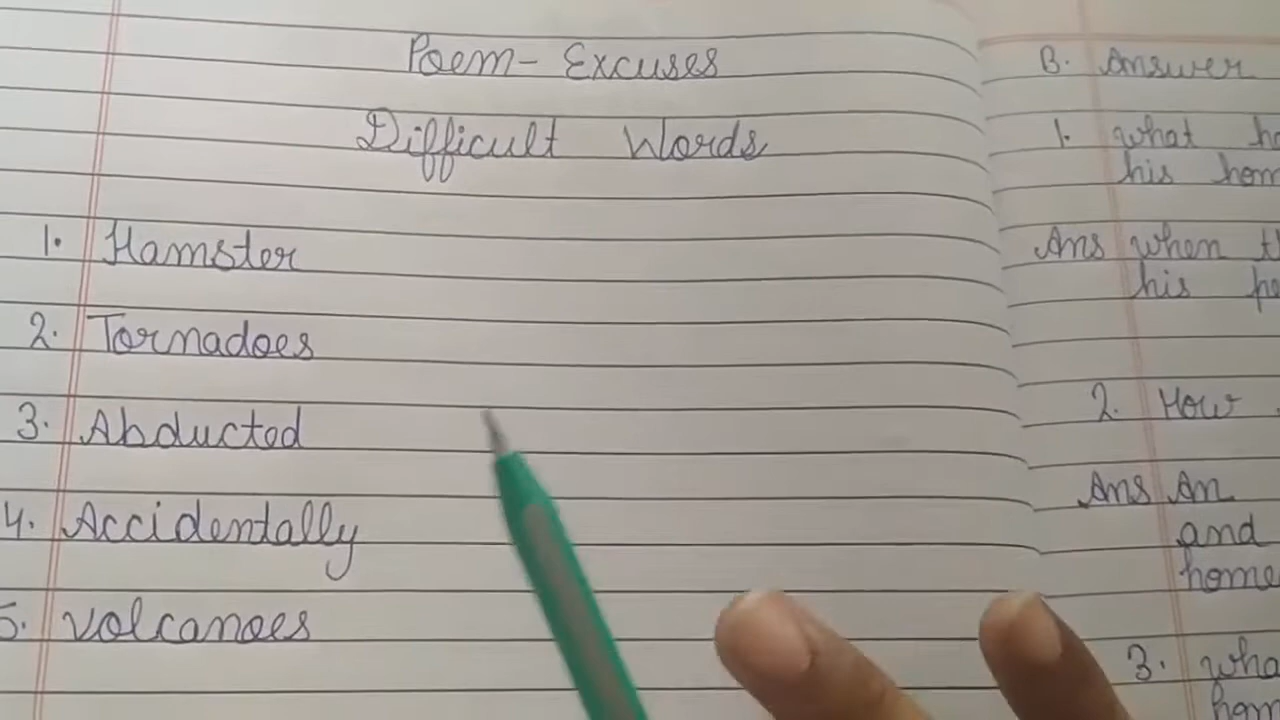 Poem- Excuses
Difficult Words
1. Hamster
2. Tornadoes
3. Abducted
4. Accidentally
5. Volcanoes
B. Answer
1. what
his
Ans when
his
2. How
Ans An
and
home
3.